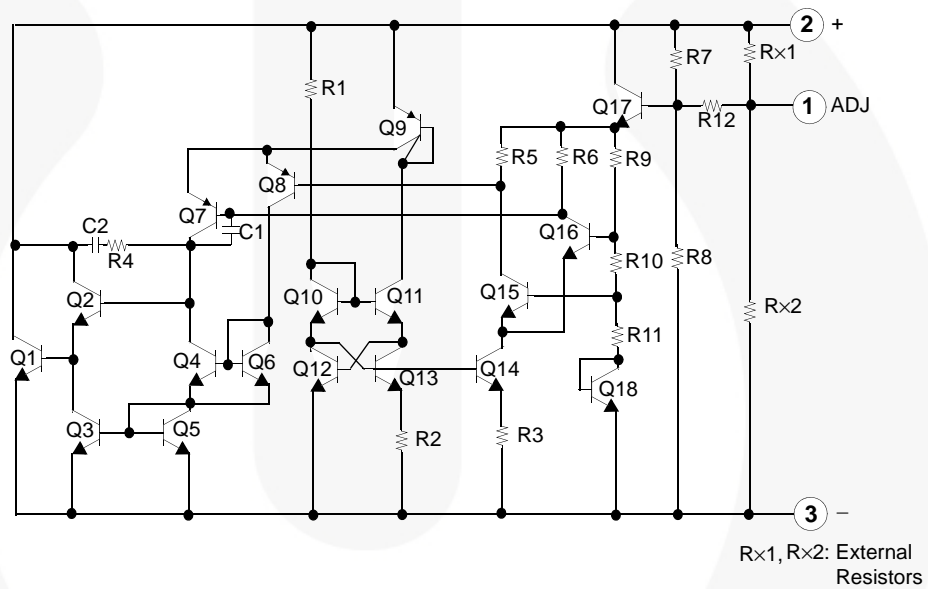 2 +
R7
R×1
R1
Q17
1 ADJ
R12
Q9
R5
R6
R9
Q8
Q7
C1
Q16
C2
R4
R10
R8
Q2
Q10
Q11
Q15
R×2
R11
Q1
Q4
Q6
Q12
Q13
Q14
Q18
Q3
Q5
R2
R3
3 −
R×1, R×2: External
Resistors